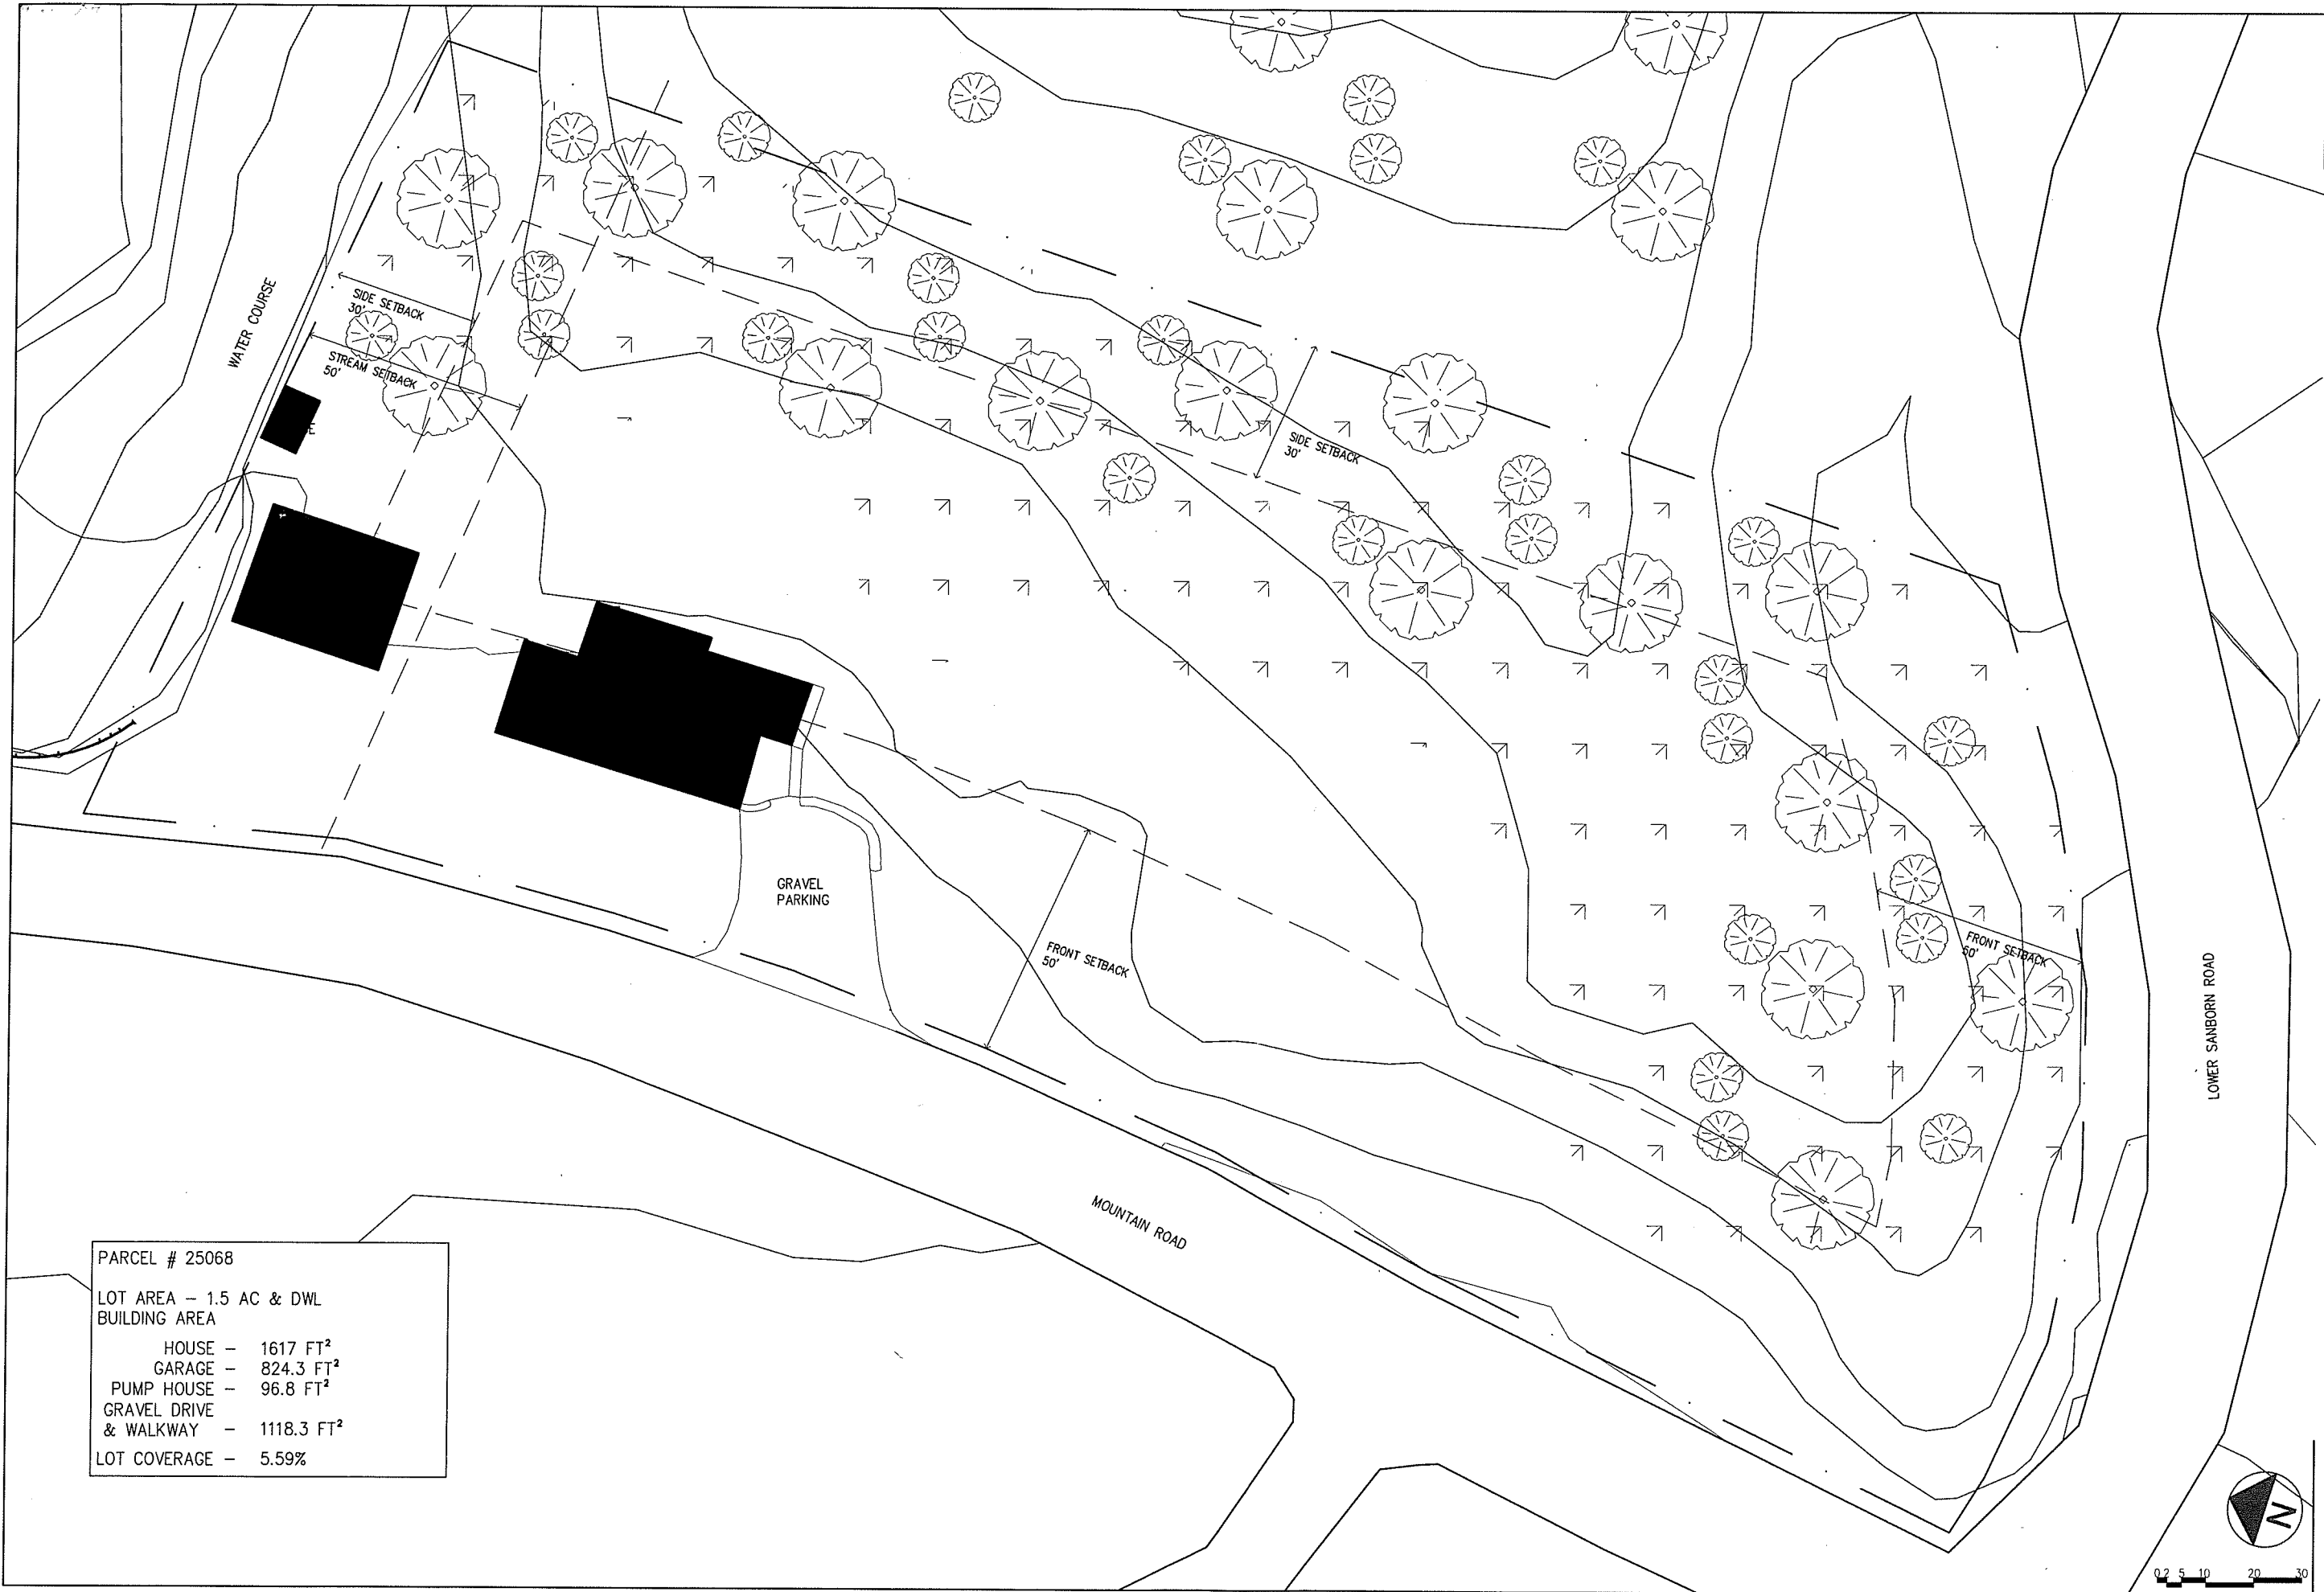 WATER COURSE
SIDE SETBACK
30'
STREAM SETBACK
50'
E
SIDE SETBACK
30'
GRAVEL
PARKING
FRONT SETBACK
50'
FRONT SETBACK
50'
LOWER SANBORN ROAD
MOUNTAIN ROAD
PARCEL # 25068
LOT AREA – 1.5 AC & DWL
BUILDING AREA
HOUSE – 1617 FT²
GARAGE – 824.3 FT²
PUMP HOUSE – 96.8 FT²
GRAVEL DRIVE
& WALKWAY – 1118.3 FT²
LOT COVERAGE – 5.59%
N
0 2 5 10 20 30